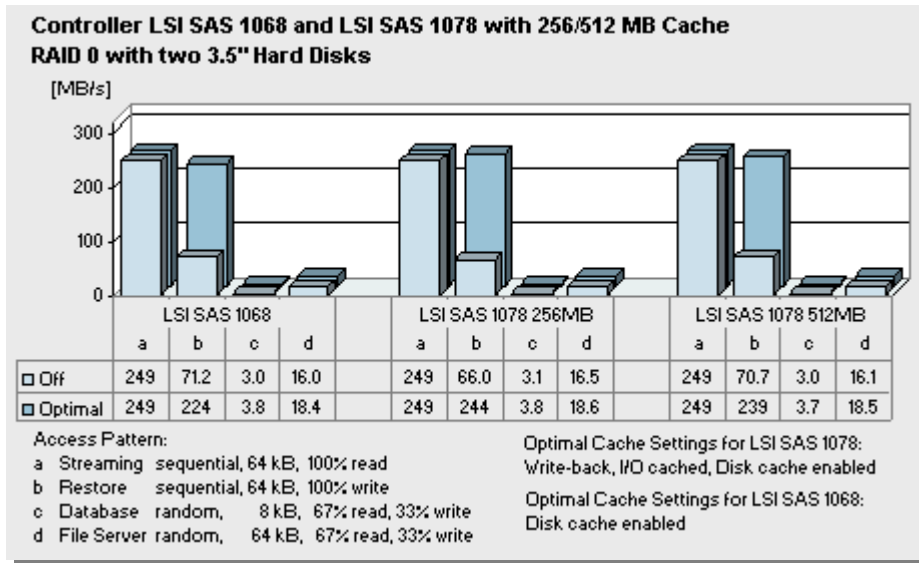 Controller LSI SAS 1068 and LSI SAS 1078 with 256/512 MB Cache
RAID 0 with two 3.5" Hard Disks
[MB/s]
300
200
100
0
LSI SAS 1068 LSI SAS 1078 256MB LSI SAS 1078 512MB
a b c d a b c d a b c d
Off 249 71.2 3.0 16.0 249 66.0 3.1 16.5 249 70.7 3.0 16.1
Optimal 249 224 3.8 18.4 249 244 3.8 18.6 249 239 3.7 18.5
Access Pattern:
a Streaming sequential, 64 kB, 100% read
b Restore sequential, 64 kB, 100% write
c Database random, 8 kB, 67% read, 33% write
d File Server random, 64 kB, 67% read, 33% write
Optimal Cache Settings for LSI SAS 1078:
Write-back, I/O cached, Disk cache enabled
Optimal Cache Settings for LSI SAS 1068:
Disk cache enabled